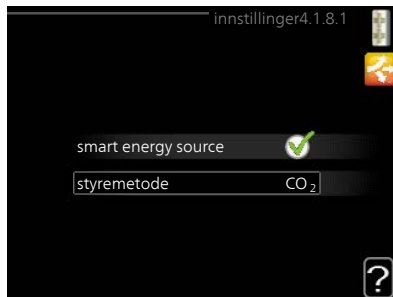 innstillinger4.1.8.1
smart energy source
styremetode CO₂
?